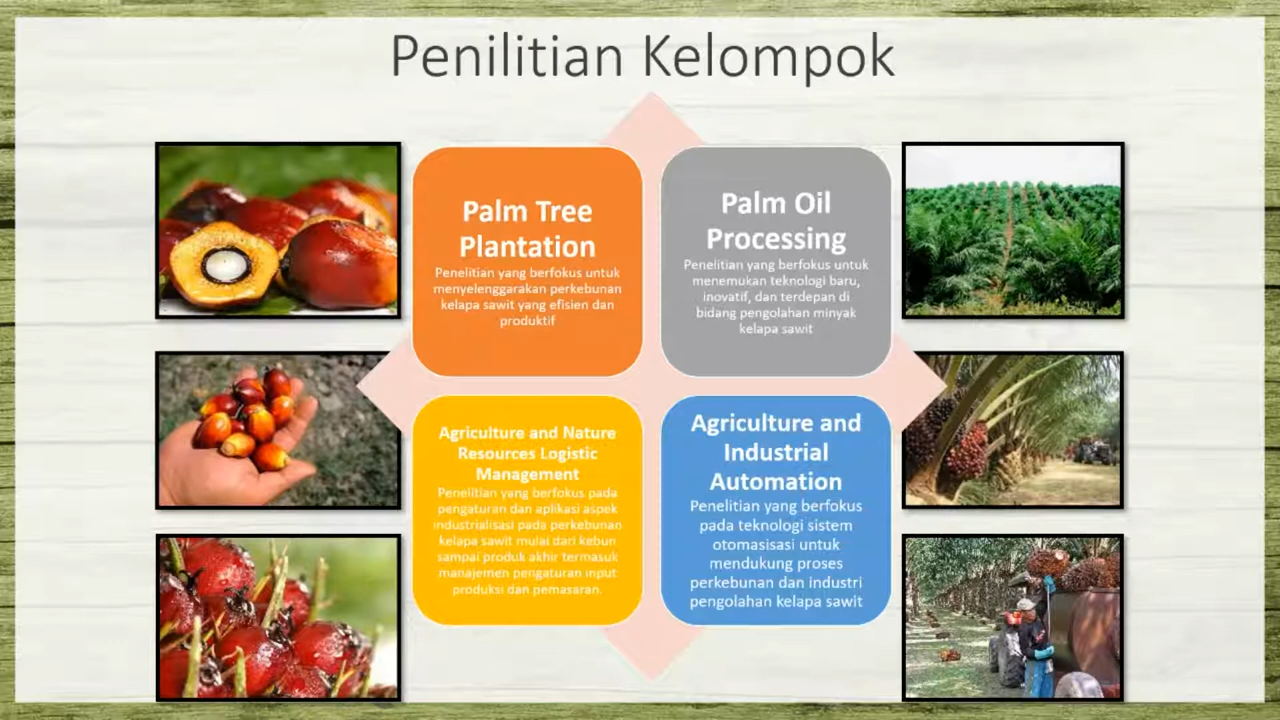 Penilitian Kelompok
Palm Tree
Plantation
Penelitian yang berfokus untuk
menyelenggarakan perkebunan
kelapa sawit yang efisien dan
produktif
Palm Oil
Processing
Penelitian yang berfokus untuk
menemukan teknologi baru,
inovatif, dan terdepan di
bidang pengolahan minyak
kelapa sawit
Agriculture and Nature
Resources Logistic
Management
Penelitian yang berfokus pada
pengaturan dan aplikasi aspek
industrialisasi pada perkebunan
kelapa sawit mulai dari kebun
sampai produk akhir termasuk
manajemen pengaturan input
produksi dan pemasaran.
Agriculture and
Industrial
Automation
Penelitian yang berfokus
pada teknologi sistem
otomasisasi untuk
mendukung proses
perkebunan dan industri
pengolahan kelapa sawit